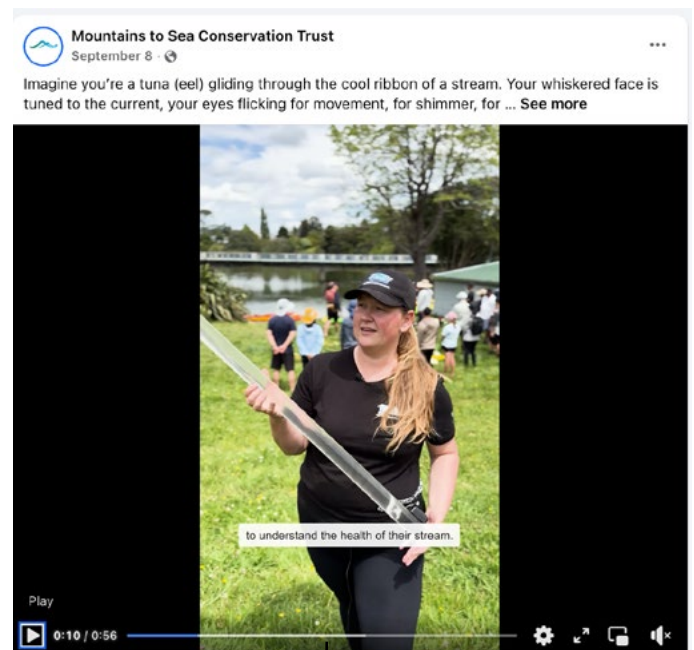 Mountains to Sea Conservation Trust
September 8 ·
Imagine you're a tuna (eel) gliding through the cool ribbon of a stream. Your whiskered face is
tuned to the current, your eyes flicking for movement, for shimmer, for ... See more
to understand the health of their stream.
Play
0:10 / 0:56